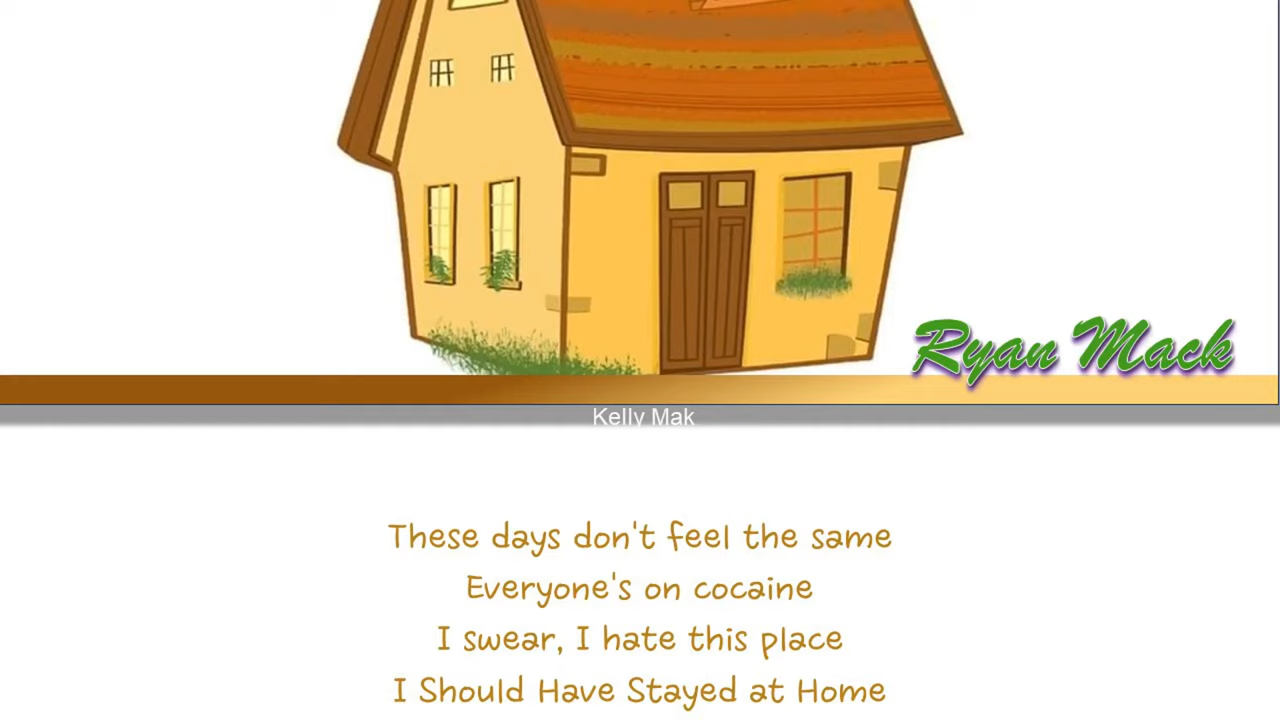 Ryan Mack
Kelly Mak
These days don't feel the same
Everyone's on cocaine
I swear, I hate this place
I Should Have Stayed at Home